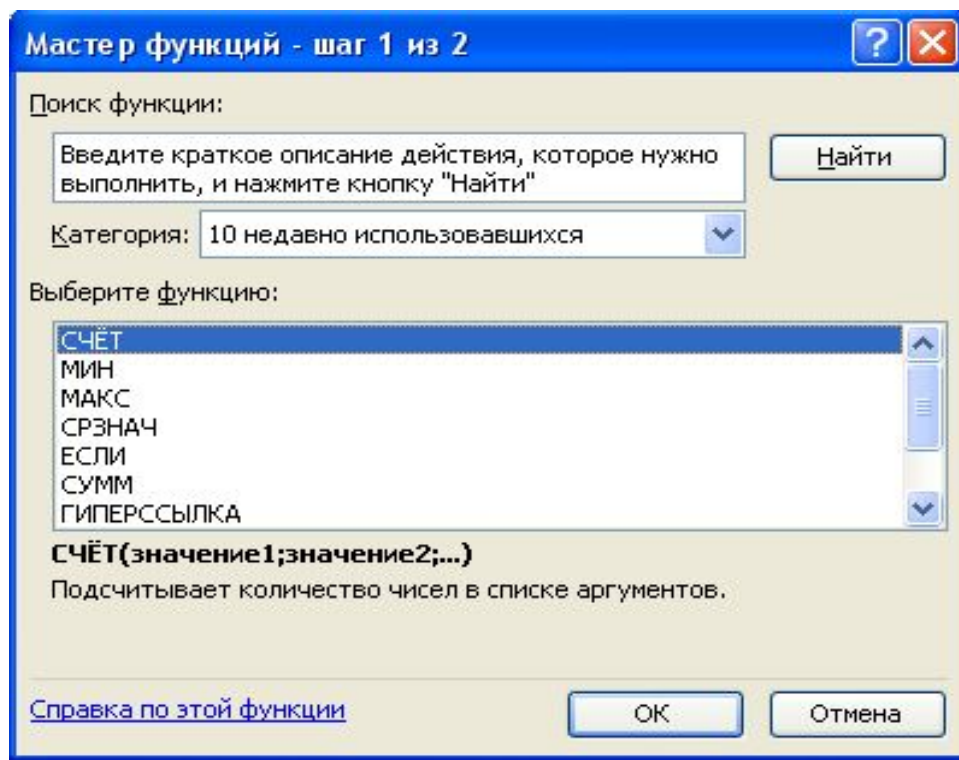 Мастер функций - шаг 1 из 2
Поиск функции:
Введите краткое описание действия, которое нужно
выполнить, и нажмите кнопку "Найти"
Найти
Категория: 10 недавно использовавшихся
Выберите функцию:
СЧЁТ
МИН
МАКС
СРЗНАЧ
ЕСЛИ
СУММ
ГИПЕРССЫЛКА
СЧЁТ(значение1;значение2;...)
Подсчитывает количество чисел в списке аргументов.
Справка по этой функции
ОК
Отмена